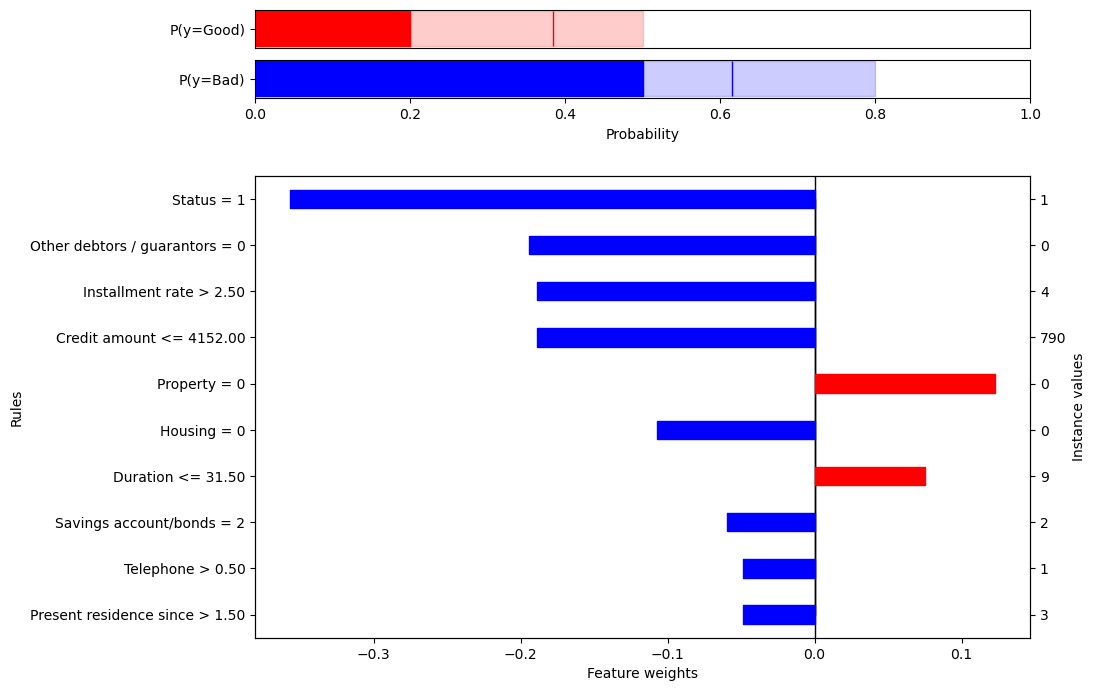 P(y=Good)
P(y=Bad)
0.0 0.2 0.4 0.6 0.8 1.0
Probability
Status = 1 1
Other debtors / guarantors = 0 0
Installment rate > 2.50 4
Credit amount <= 4152.00 790
Property = 0 0
Housing = 0 0
Duration <= 31.50 9
Savings account/bonds = 2 2
Telephone > 0.50 1
Present residence since > 1.50 3
Rules
Instance values
−0.3 −0.2 −0.1 0.0 0.1
Feature weights